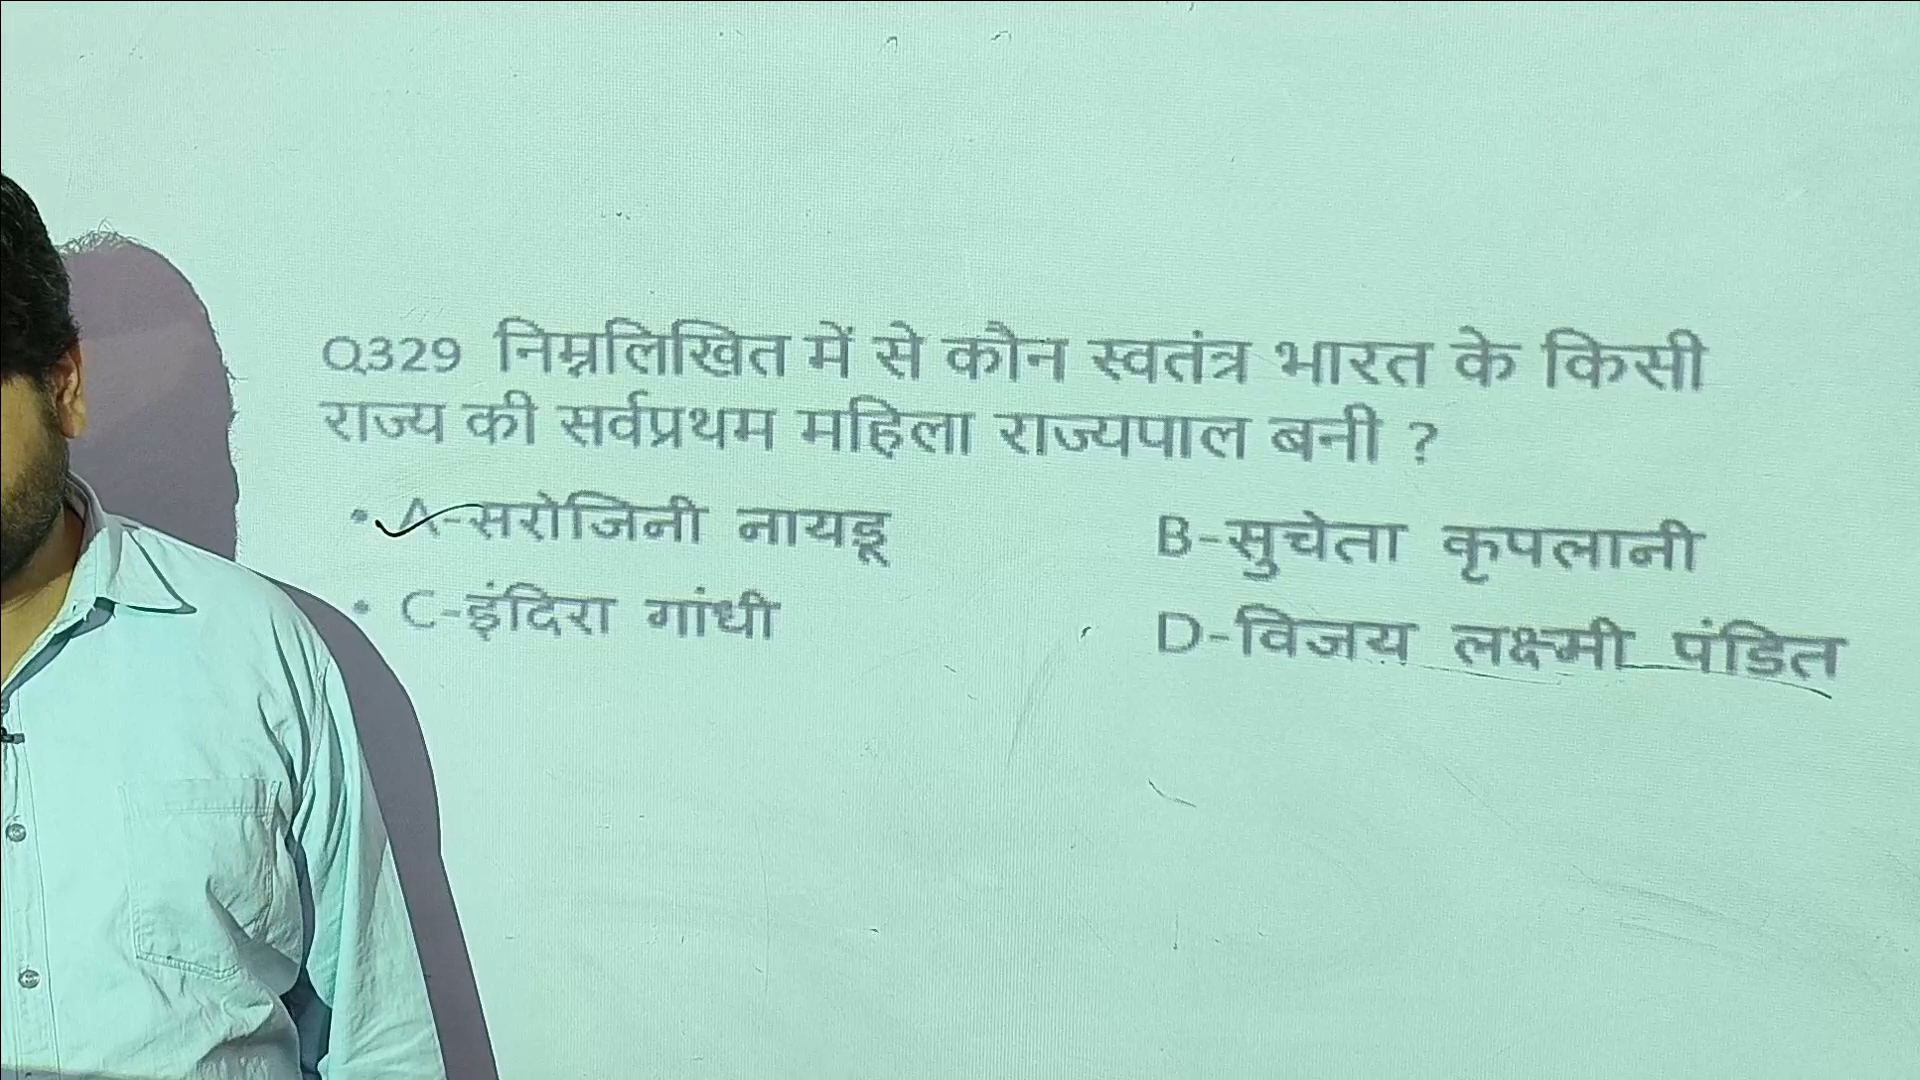 Q329 निम्नलिखित में से कौन स्वतंत्र भारत के किसी
राज्य की सर्वप्रथम महिला राज्यपाल बनी ?
• A-सरोजिनी नायडू B-सुचेता कृपलानी
• C-इंदिरा गांधी D-विजय लक्ष्मी पंडित